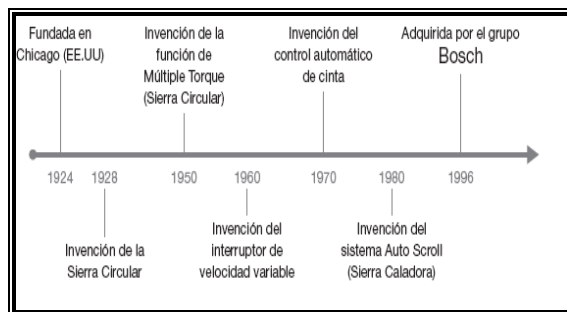 Fundada en
Chicago (EE.UU)
Invención de la
función de
Múltiple Torque
(Sierra Circular)
Invención del
control automático
de cinta
Adquirida por el grupo
Bosch
1924
1928
1950
1960
1970
1980
1996
Invención de la
Sierra Circular
Invención del
interruptor de
velocidad variable
Invención del
sistema Auto Scroll
(Sierra Caladora)